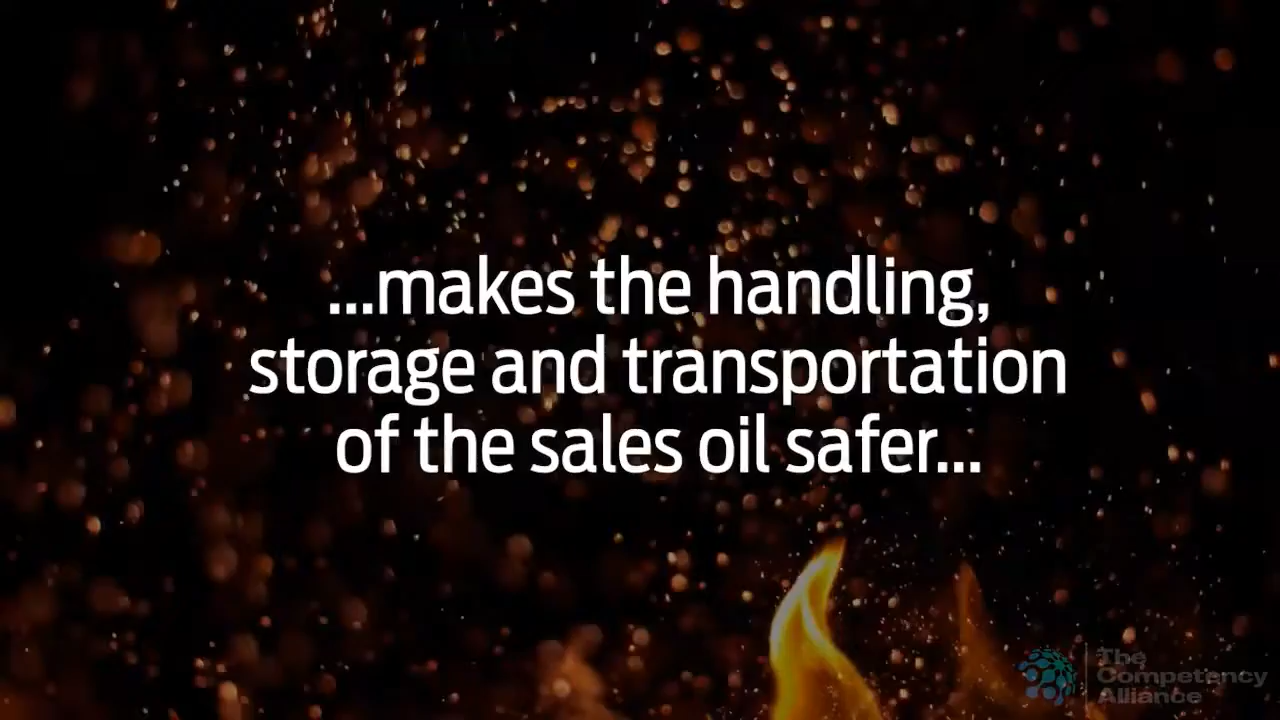 ...makes the handling,
storage and transportation
of the sales oil safer...
The
Competency
Alliance